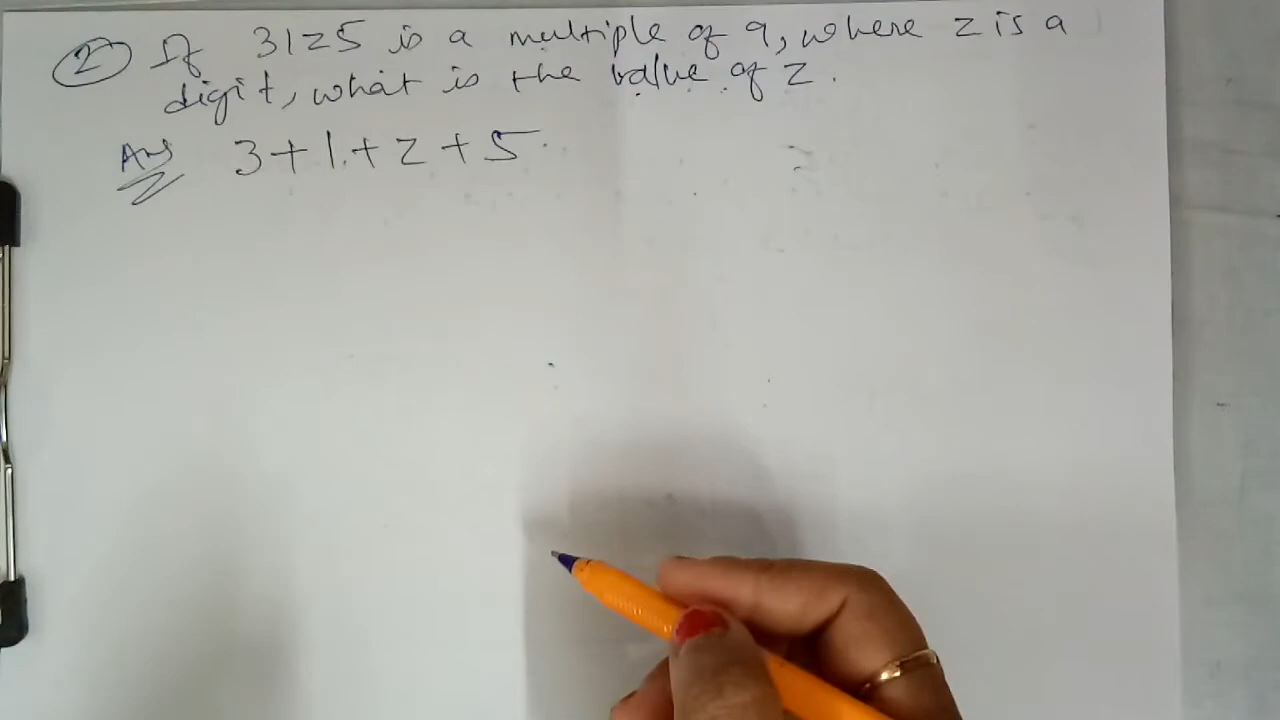 ② If 31z5 is a multiple of 9, where z is a
digit, what is the value of z.
Ans 3+1+z+5